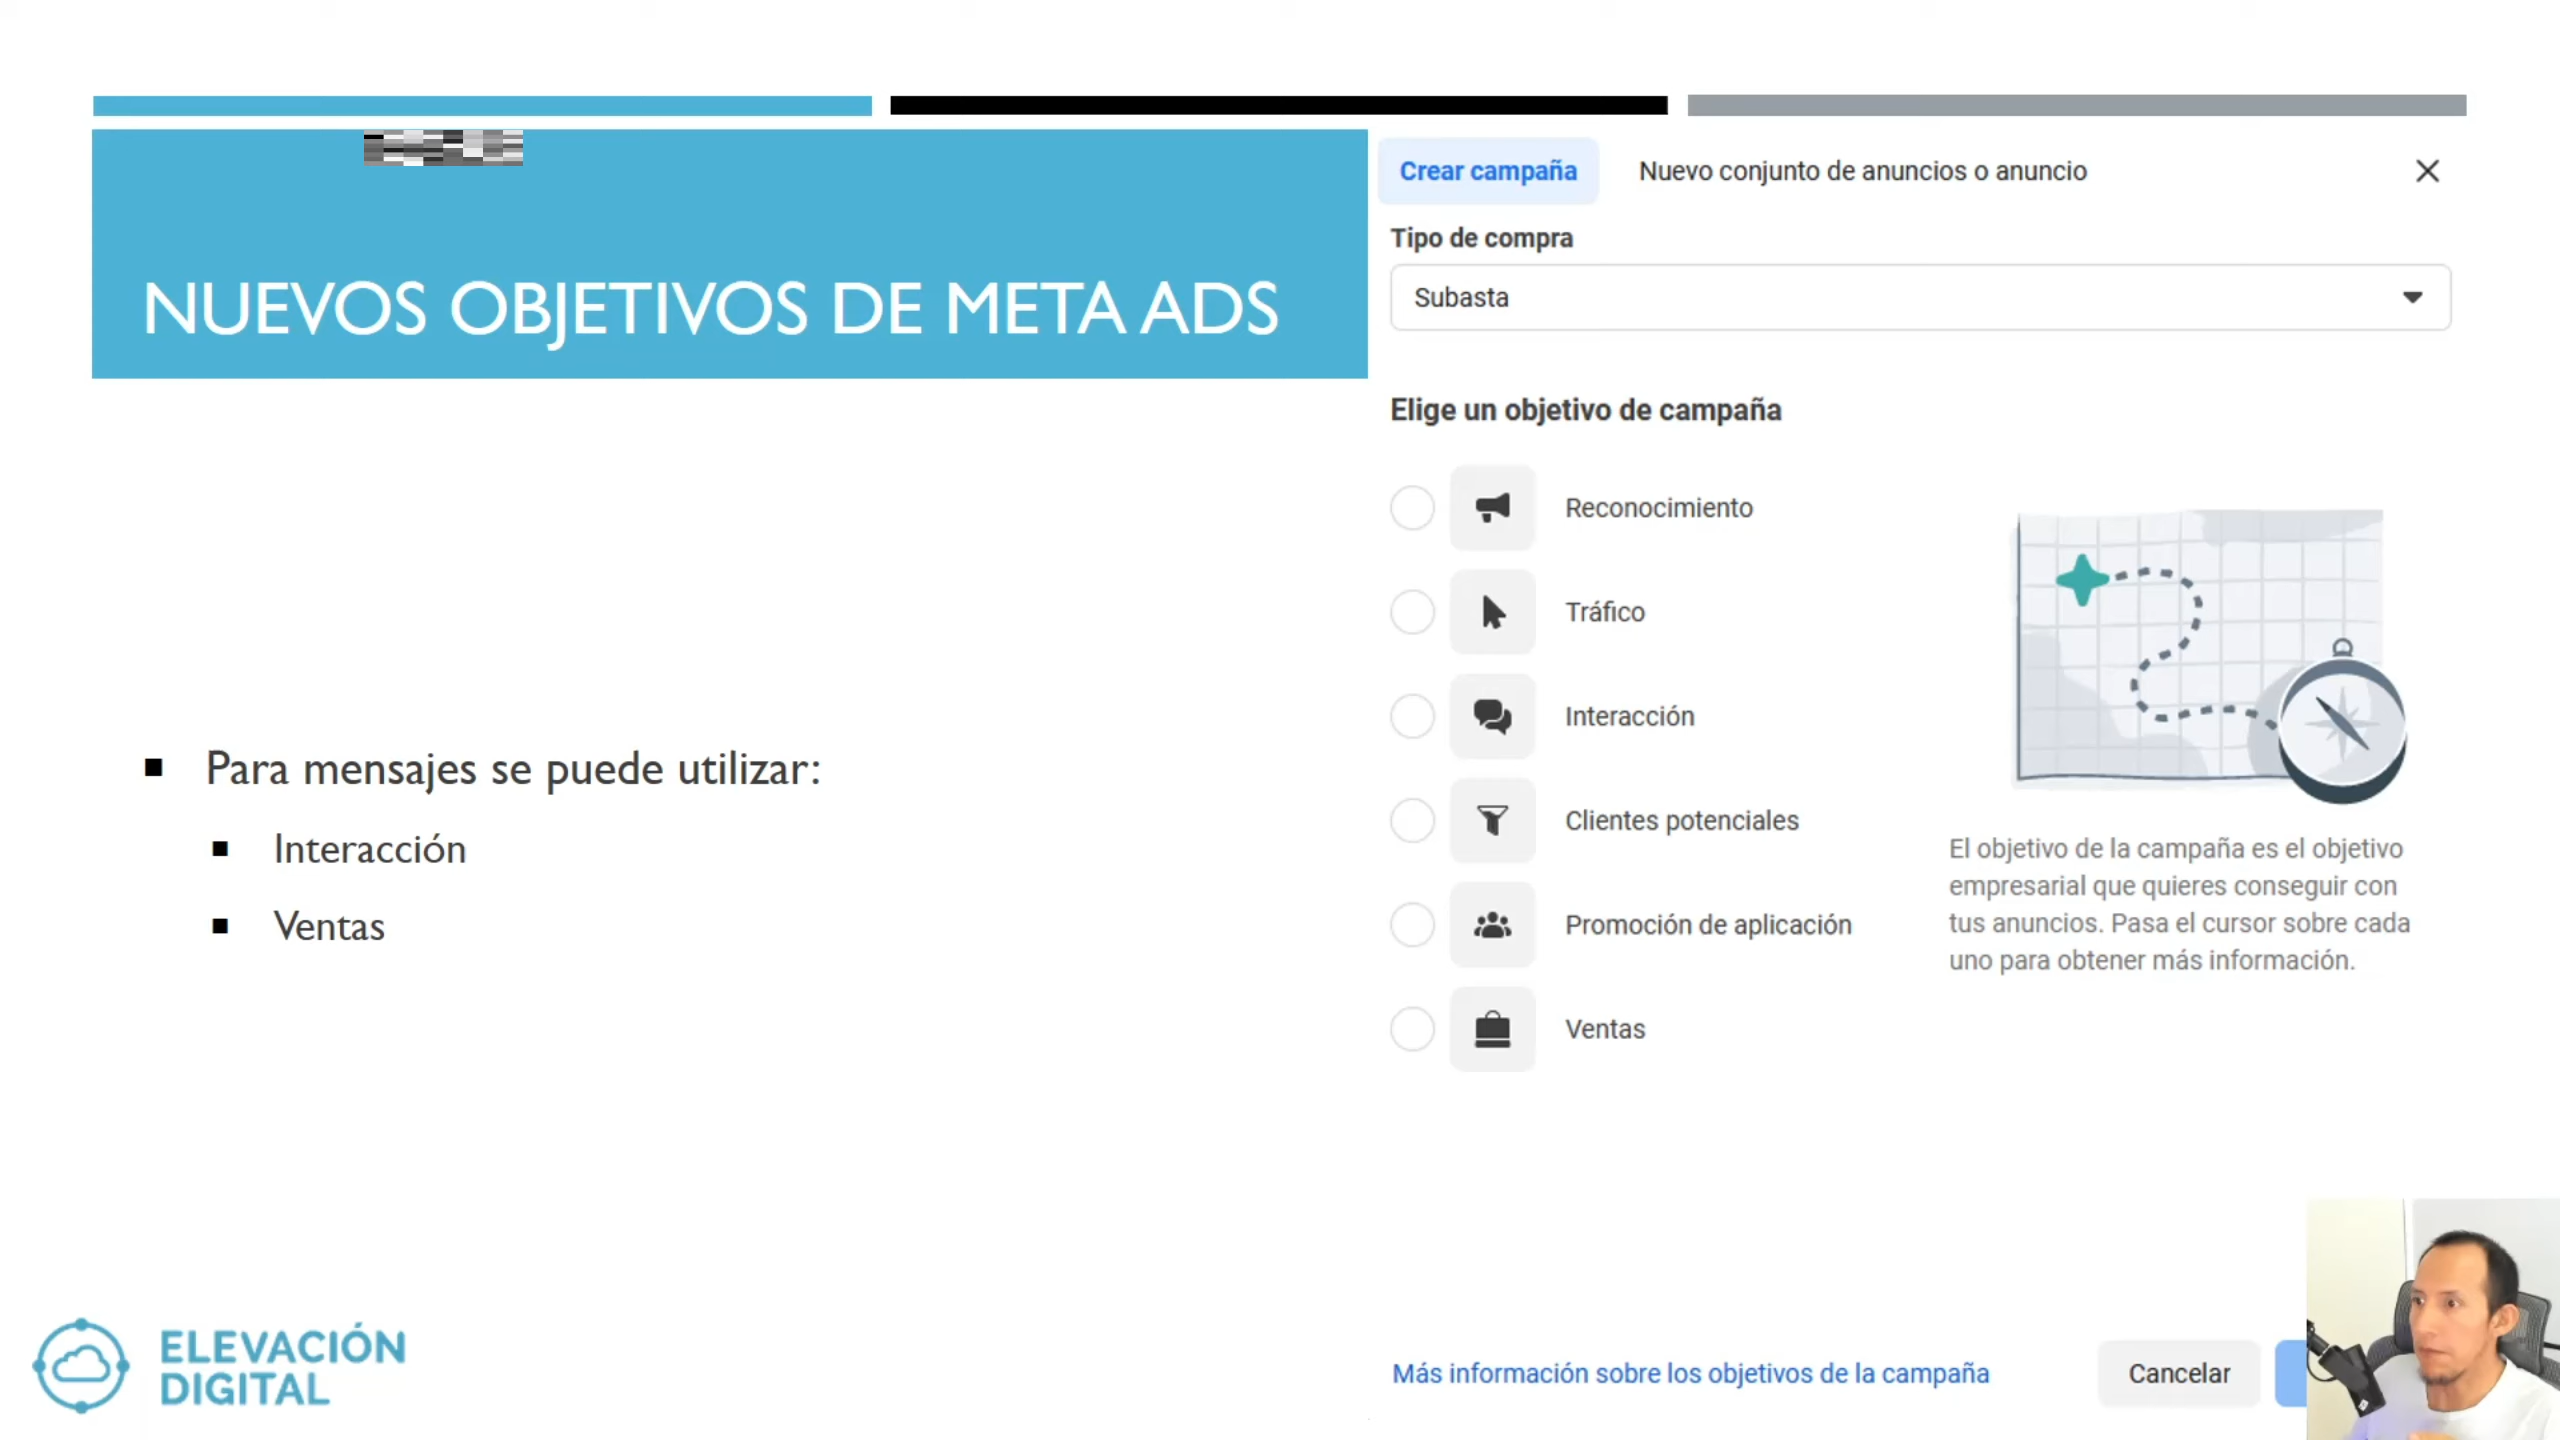 NUEVOS OBJETIVOS DE META ADS
Para mensajes se puede utilizar:
Interacción
Ventas
ELEVACIÓN
DIGITAL
Crear campaña
Nuevo conjunto de anuncios o anuncio
Tipo de compra
Subasta
Elige un objetivo de campaña
Reconocimiento
Tráfico
Interacción
Clientes potenciales
Promoción de aplicación
Ventas
El objetivo de la campaña es el objetivo
empresarial que quieres conseguir con
tus anuncios. Pasa el cursor sobre cada
uno para obtener más información.
Más información sobre los objetivos de la campaña
Cancelar